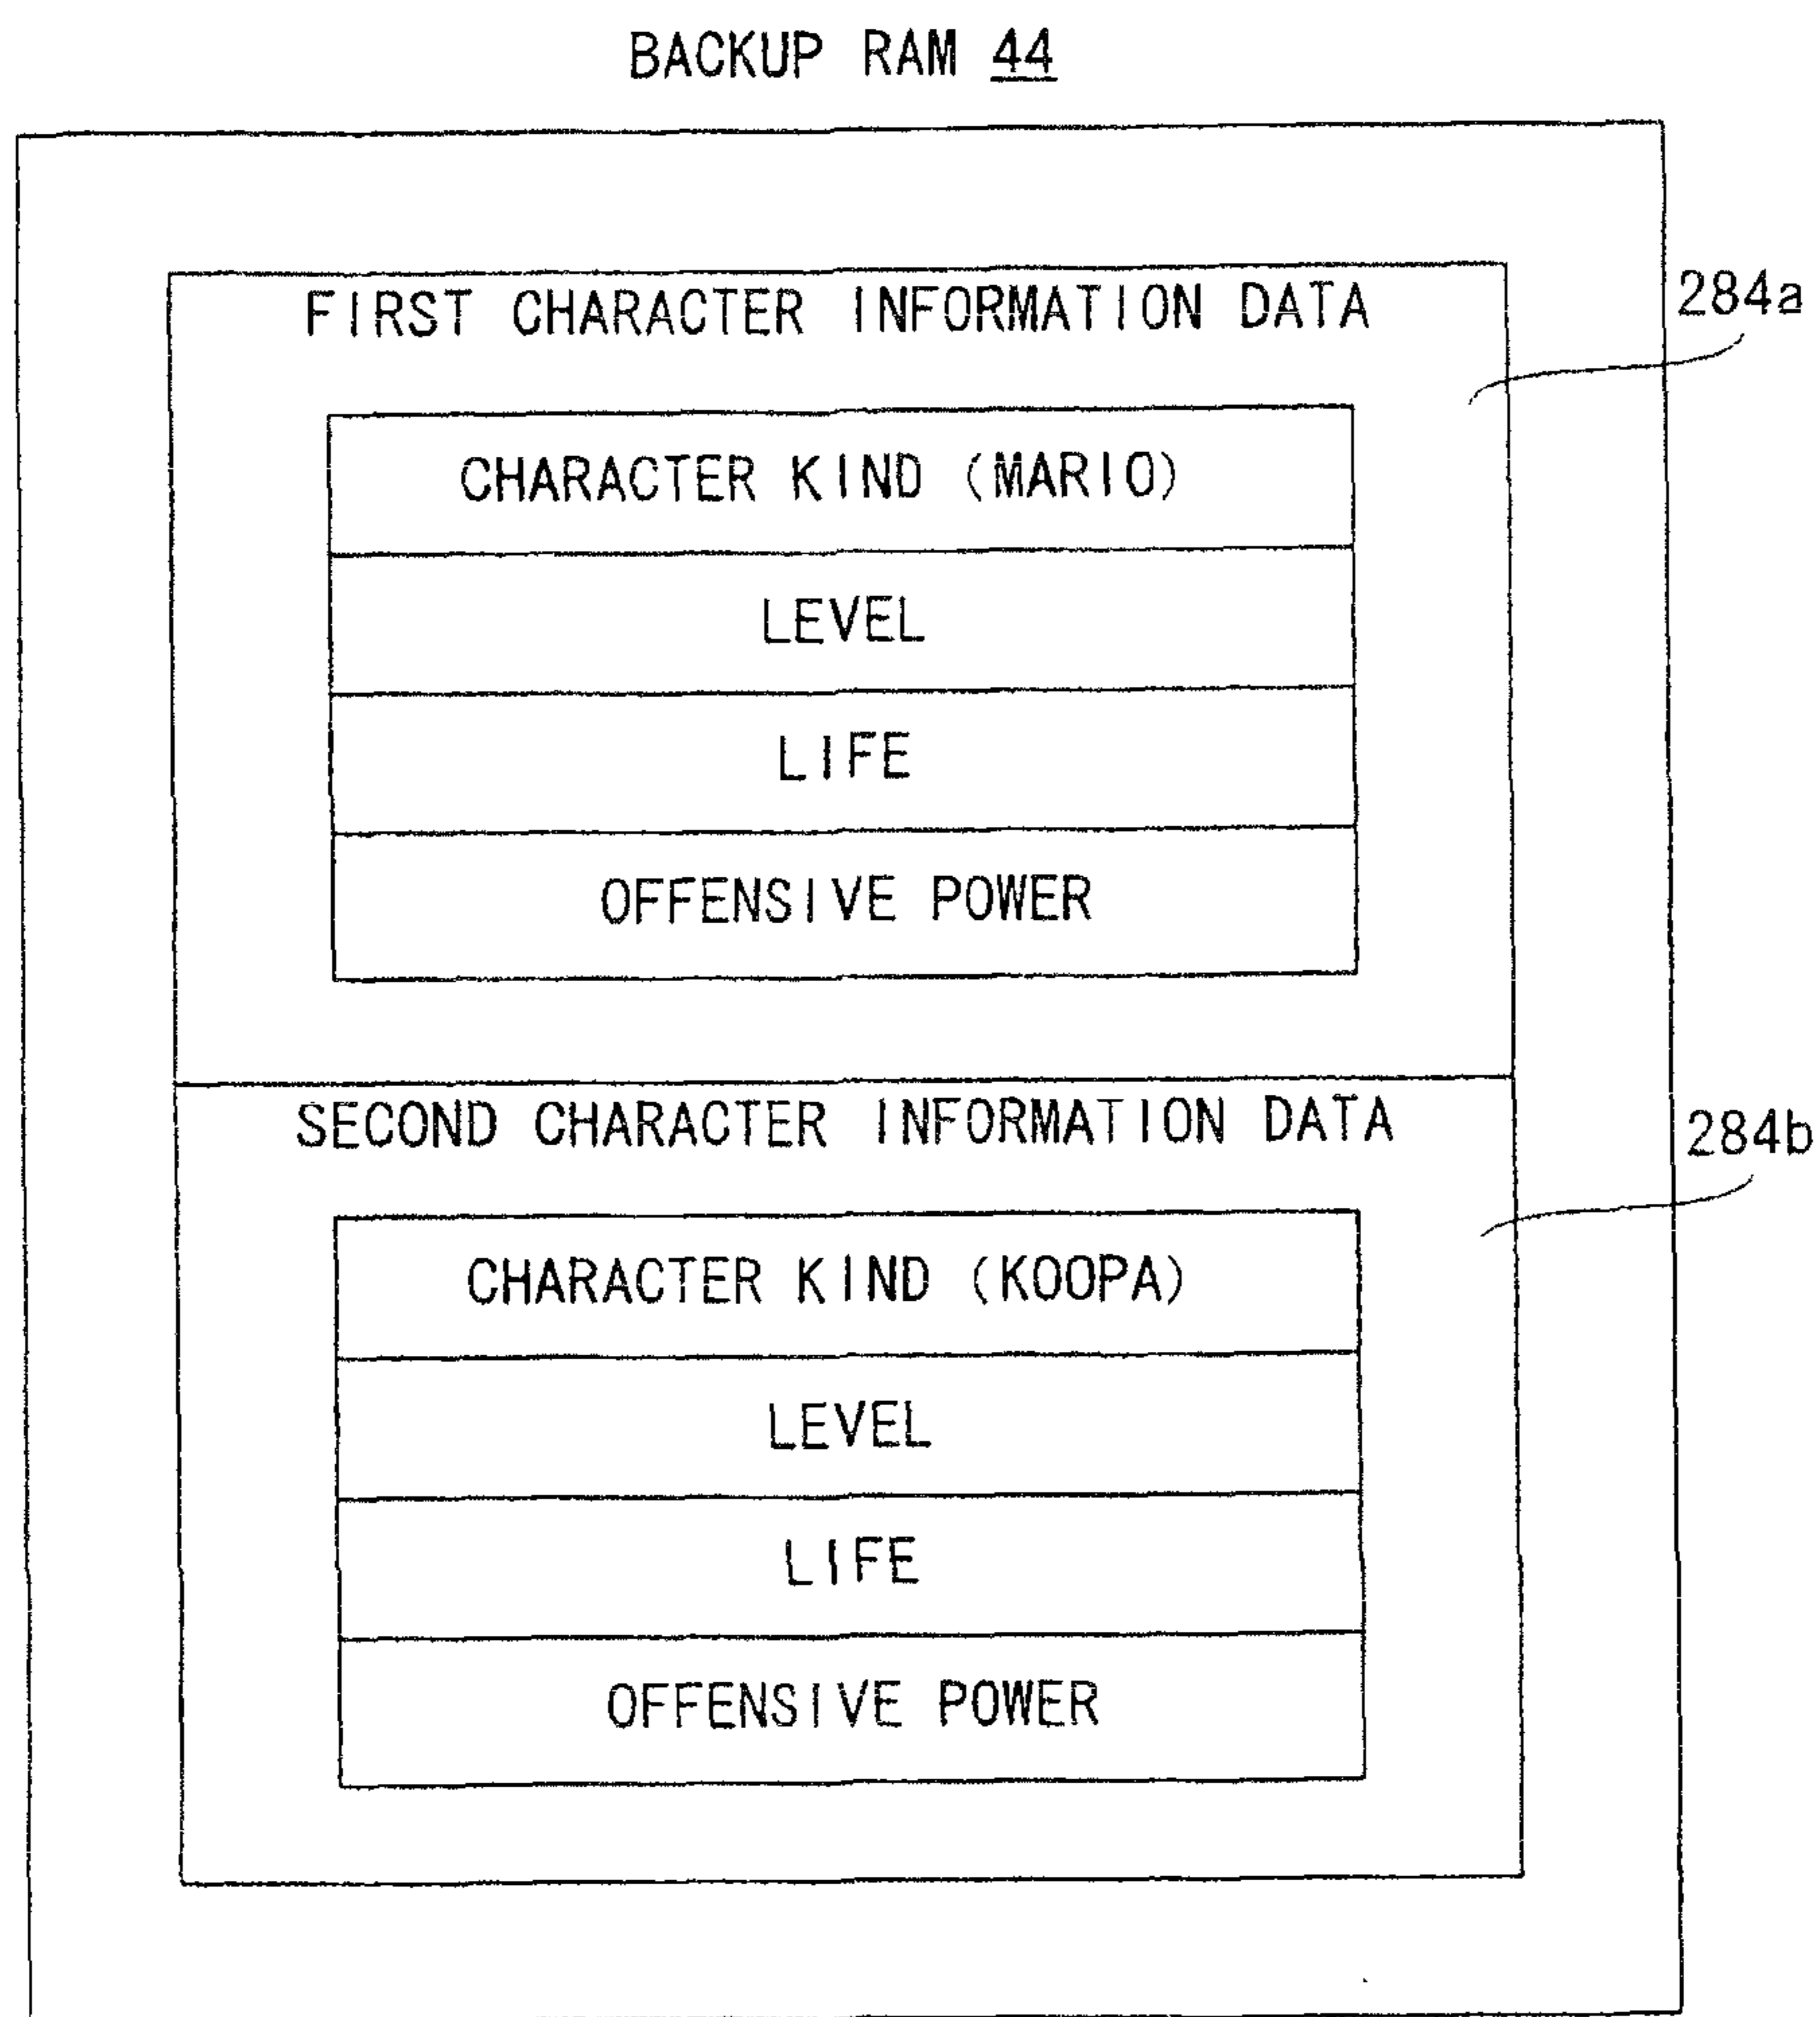 BACKUP RAM 44
FIRST CHARACTER INFORMATION DATA
284a
CHARACTER KIND (MARIO)
LEVEL
LIFE
OFFENSIVE POWER
SECOND CHARACTER INFORMATION DATA
284b
CHARACTER KIND (KOOPA)
LEVEL
LIFE
OFFENSIVE POWER